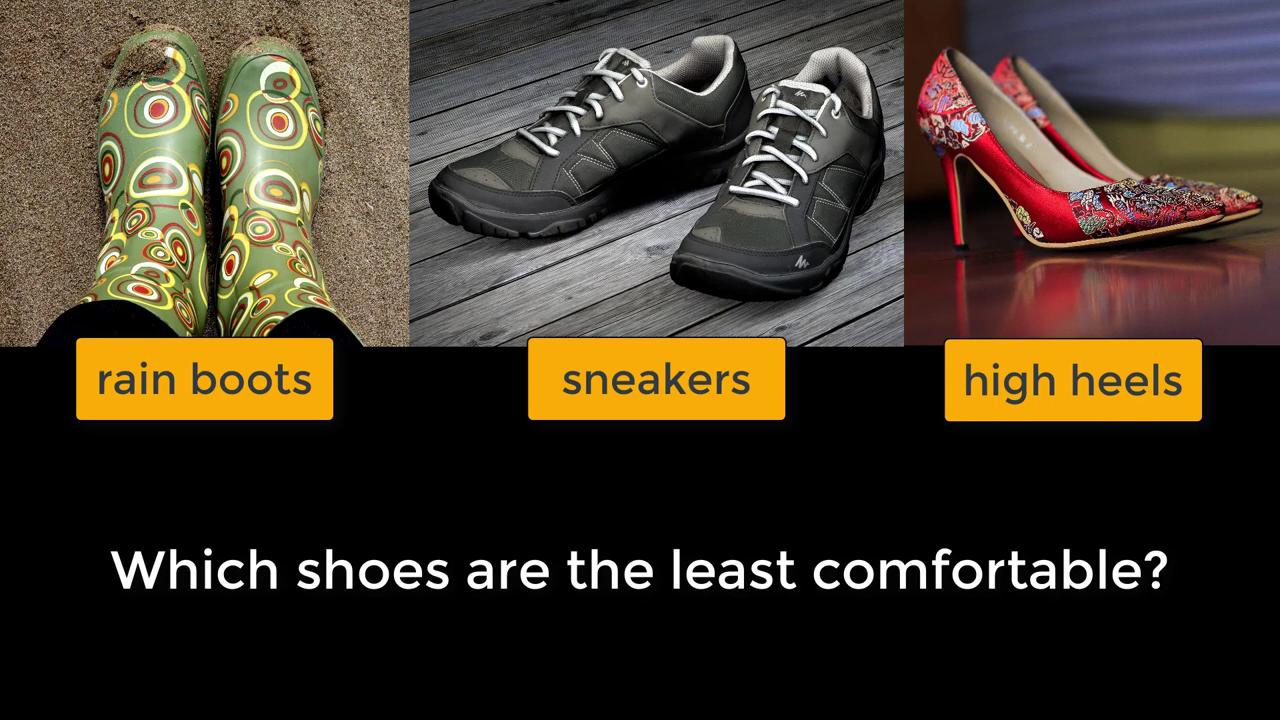 rain boots
sneakers
high heels
Which shoes are the least comfortable?